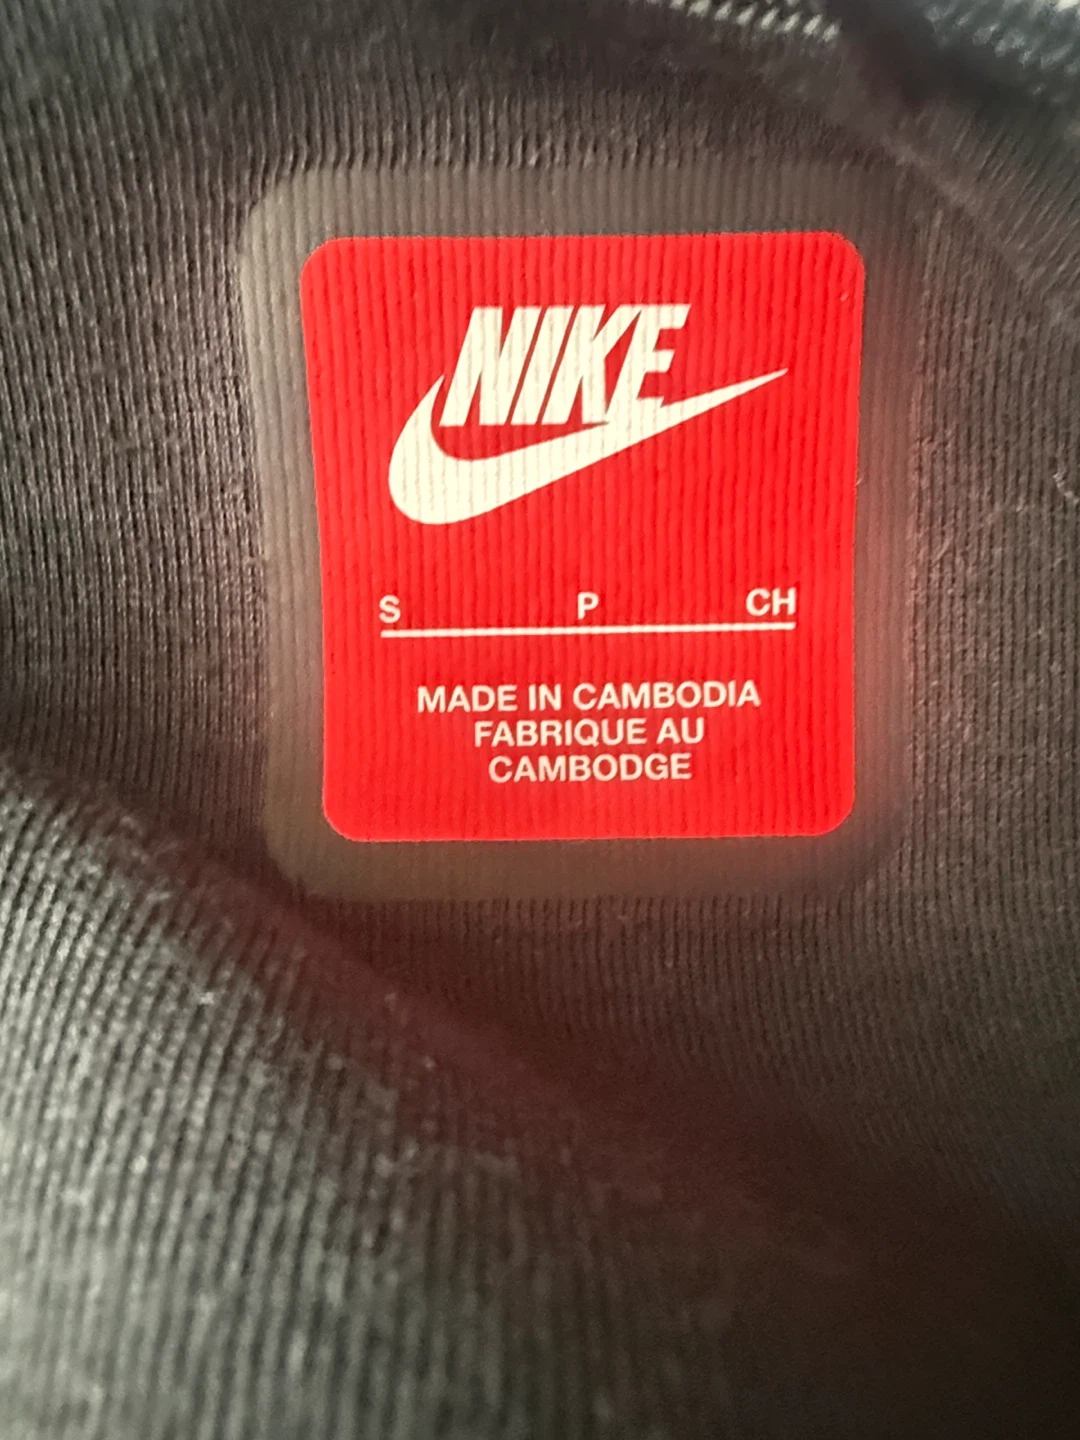 NIKE
S P CH
MADE IN CAMBODIA
FABRIQUE AU
CAMBODGE